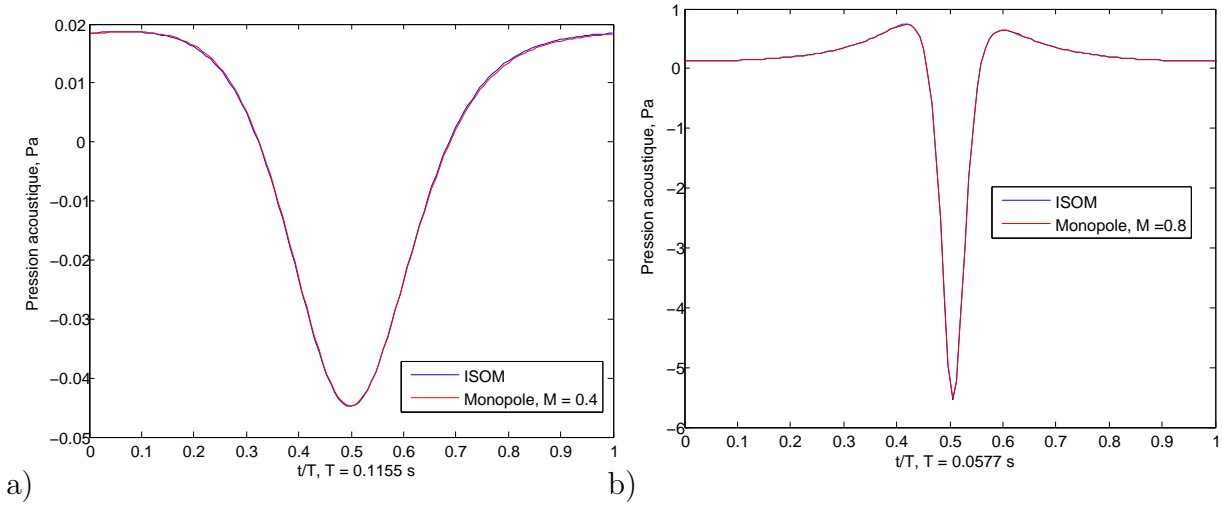 0.02
0.01
0
−0.01
−0.02
−0.03
−0.04
−0.05
Pression acoustique, Pa
0 0.1 0.2 0.3 0.4 0.5 0.6 0.7 0.8 0.9 1
t/T, T = 0.1155 s
ISOM
Monopole, M = 0.4
a)
1
0
−1
−2
−3
−4
−5
−6
Pression acoustique, Pa
0 0.1 0.2 0.3 0.4 0.5 0.6 0.7 0.8 0.9 1
t/T, T = 0.0577 s
ISOM
Monopole, M =0.8
b)